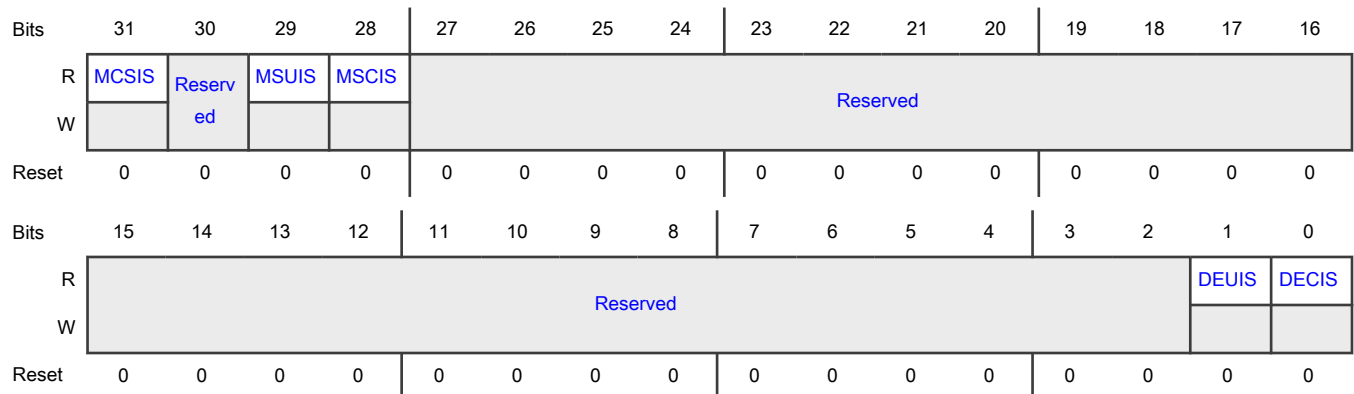 Bits 31 30 29 28 27 26 25 24 23 22 21 20 19 18 17 16
R MCSIS Reserv MSUIS MSCIS Reserved
W ed
Reset 0 0 0 0 0 0 0 0 0 0 0 0 0 0 0 0
Bits 15 14 13 12 11 10 9 8 7 6 5 4 3 2 1 0
R Reserved DEUIS DECIS
W
Reset 0 0 0 0 0 0 0 0 0 0 0 0 0 0 0 0